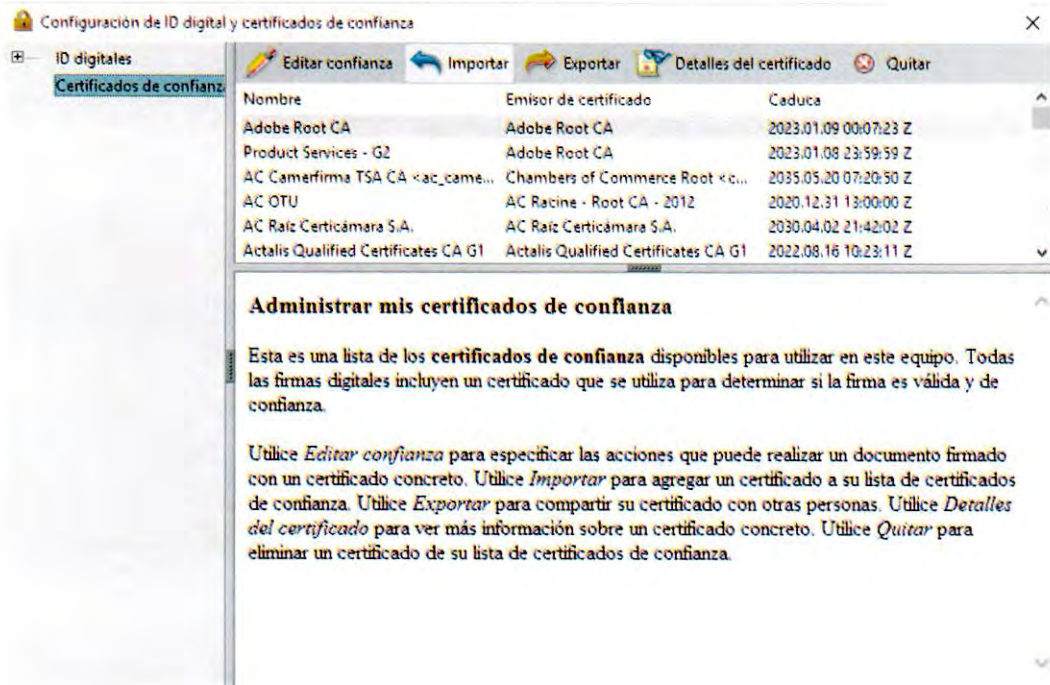 Configuración de ID digital y certificados de confianza
ID digitales
Certificados de confianz
Editar confianza Importar Exportar Detalles del certificado Quitar
Nombre Emisor de certificado Caduca
Adobe Root CA Adobe Root CA 2023.01.09 00:07:23 Z
Product Services - G2 Adobe Root CA 2023.01.08 23:59:59 Z
AC Camerfirma TSA CA <ac_came... Chambers of Commerce Root <c... 2035.05.20 07:20:50 Z
AC OTU AC Racine - Root CA - 2012 2020.12.31 13:00:00 Z
AC Raíz Certicámara S.A. AC Raíz Certicámara S.A. 2030.04.02 21:42:02 Z
Actalis Qualified Certificates CA G1 Actalis Qualified Certificates CA G1 2022.08.16 10:23:11 Z
Administrar mis certificados de confianza
Esta es una lista de los certificados de confianza disponibles para utilizar en este equipo. Todas
las firmas digitales incluyen un certificado que se utiliza para determinar si la firma es válida y de
confianza.
Utilice Editar confianza para especificar las acciones que puede realizar un documento firmado
con un certificado concreto. Utilice Importar para agregar un certificado a su lista de certificados
de confianza. Utilice Exportar para compartir su certificado con otras personas. Utilice Detalles
del certificado para ver más información sobre un certificado concreto. Utilice Quitar para
eliminar un certificado de su lista de certificados de confianza.